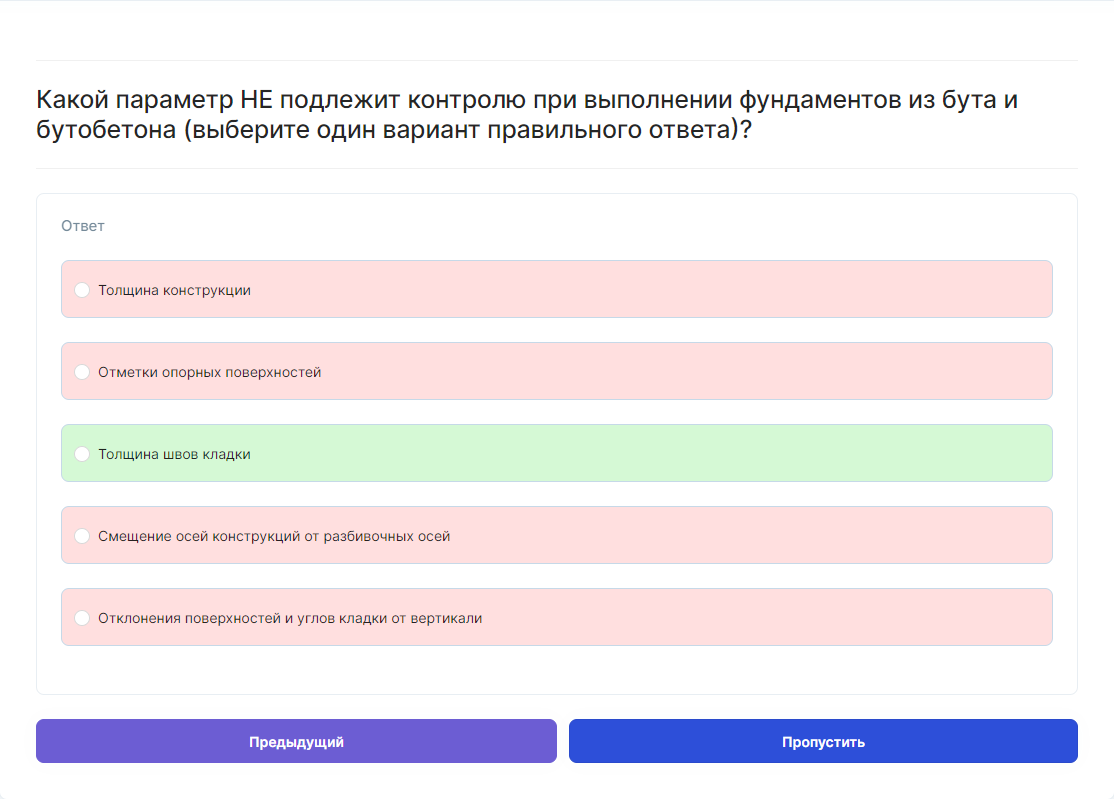 Какой параметр НЕ подлежит контролю при выполнении фундаментов из бута и
бутобетона (выберите один вариант правильного ответа)?
Ответ
Толщина конструкции
Отметки опорных поверхностей
Толщина швов кладки
Смещение осей конструкций от разбивочных осей
Отклонения поверхностей и углов кладки от вертикали
Предыдущий
Пропустить